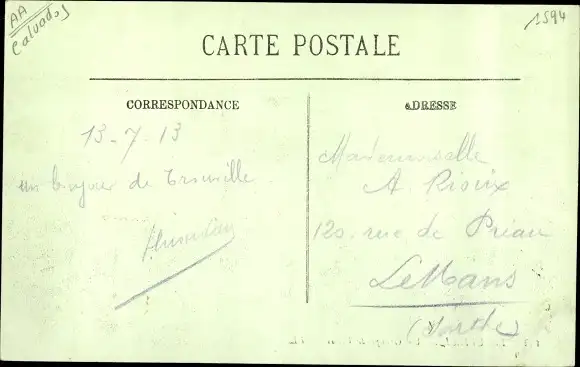 AA
Calvados
1594
CARTE POSTALE
CORRESPONDANCE
ADRESSE
13-7-13
un bonjour de Trouville
Mademoiselle
A. Rioux
120. rue de
Le Mans
(Sarthe)